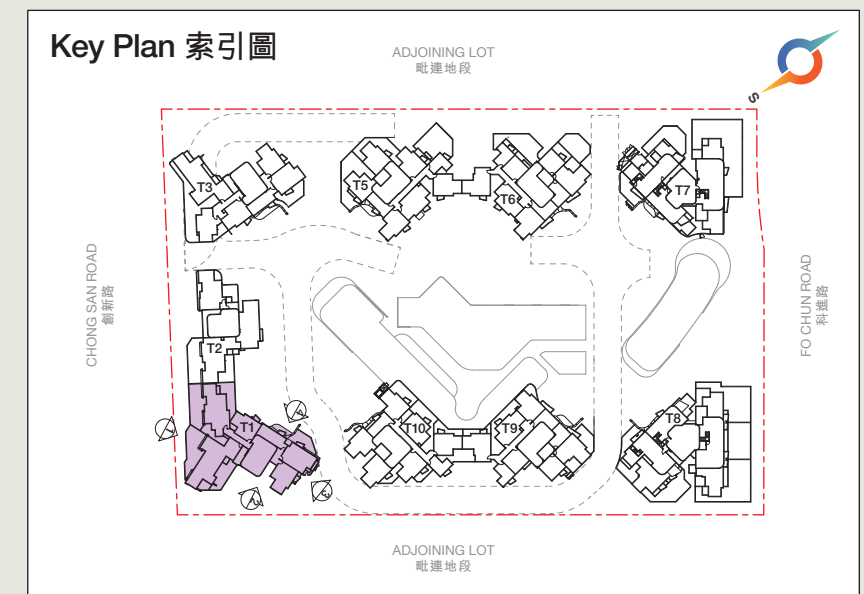 Key Plan 索引圖
ADJOINING LOT
毗連地段
S
T3
T5
T6
T7
CHONG SAN ROAD
創新路
FO CHUN ROAD
科進路
T2
T1
T10
T9
T8
ADJOINING LOT
毗連地段